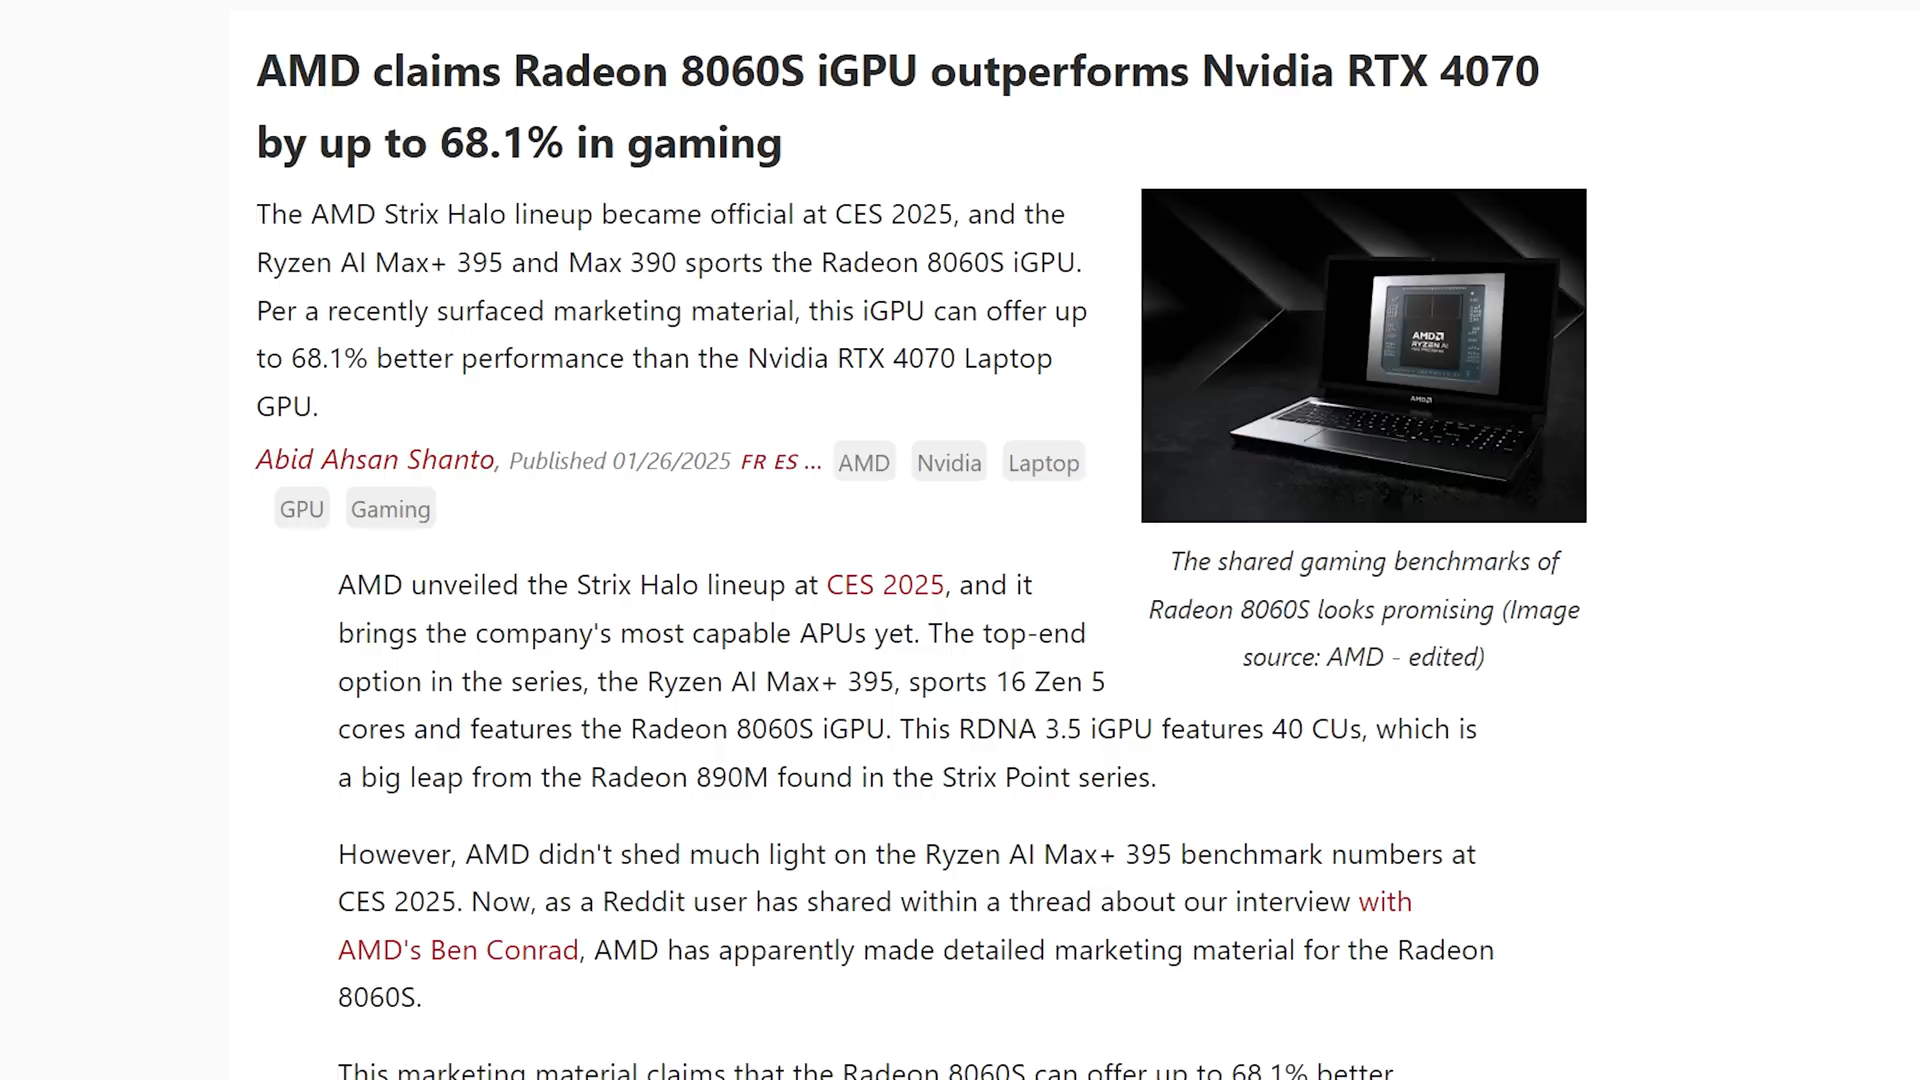 AMD claims Radeon 8060S iGPU outperforms Nvidia RTX 4070
by up to 68.1% in gaming
The AMD Strix Halo lineup became official at CES 2025, and the
Ryzen AI Max+ 395 and Max 390 sports the Radeon 8060S iGPU.
Per a recently surfaced marketing material, this iGPU can offer up
to 68.1% better performance than the Nvidia RTX 4070 Laptop
GPU.
Abid Ahsan Shanto, Published 01/26/2025 FR ES ... AMD Nvidia Laptop
GPU Gaming
AMD
RYZEN AI
AMD
The shared gaming benchmarks of
Radeon 8060S looks promising (Image
source: AMD - edited)
AMD unveiled the Strix Halo lineup at CES 2025, and it
brings the company's most capable APUs yet. The top-end
option in the series, the Ryzen AI Max+ 395, sports 16 Zen 5
cores and features the Radeon 8060S iGPU. This RDNA 3.5 iGPU features 40 CUs, which is
a big leap from the Radeon 890M found in the Strix Point series.
However, AMD didn't shed much light on the Ryzen AI Max+ 395 benchmark numbers at
CES 2025. Now, as a Reddit user has shared within a thread about our interview with
AMD's Ben Conrad, AMD has apparently made detailed marketing material for the Radeon
8060S.
This marketing material claims that the Radeon 8060S can offer up to 68.1% better